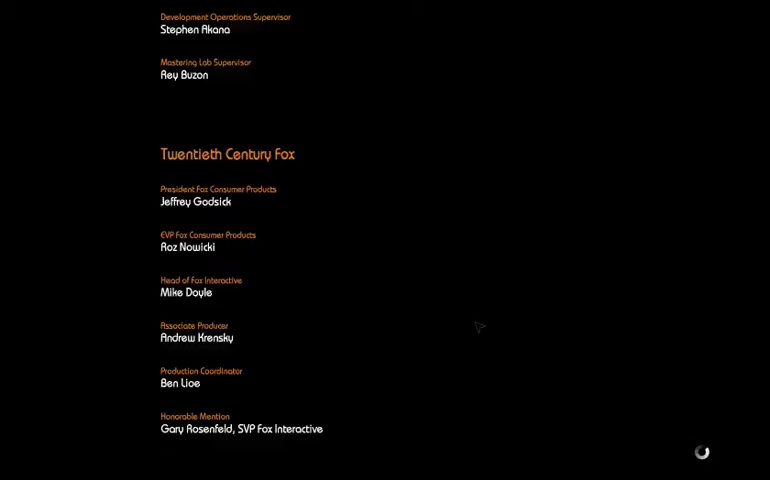 Development Operations Supervisor
Stephen Akana
Mastering Lab Supervisor
Rey Buzon
Twentieth Century Fox
President Fox Consumer Products
Jeffrey Godsick
EVP Fox Consumer Products
Roz Nowicki
Head of Fox Interactive
Mike Doyle
Associate Producer
Andrew Krensky
Production Coordinator
Ben Lioe
Honorable Mention
Gary Rosenfeld, SVP Fox Interactive